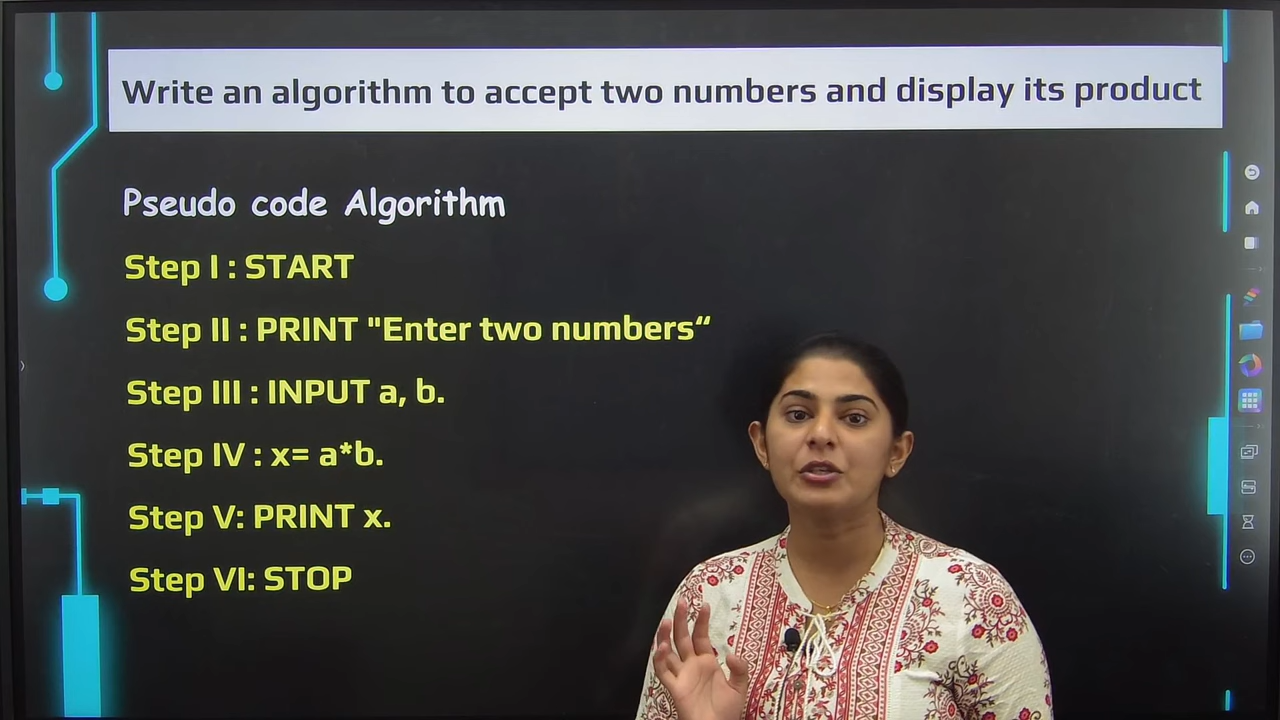 Write an algorithm to accept two numbers and display its product
Pseudo code Algorithm
Step I : START
Step II : PRINT "Enter two numbers“
Step III : INPUT a, b.
Step IV : x= a*b.
Step V: PRINT x.
Step VI: STOP